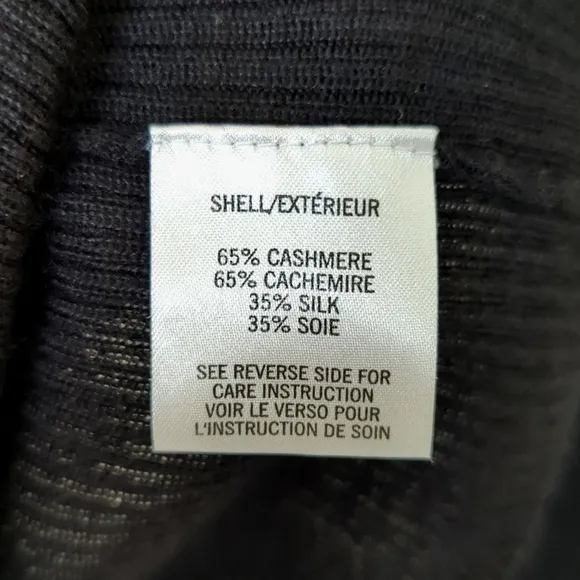 SHELL/EXTÉRIEUR
65% CASHMERE
65% CACHEMIRE
35% SILK
35% SOIE
SEE REVERSE SIDE FOR
CARE INSTRUCTION
VOIR LE VERSO POUR
L'INSTRUCTION DE SOIN